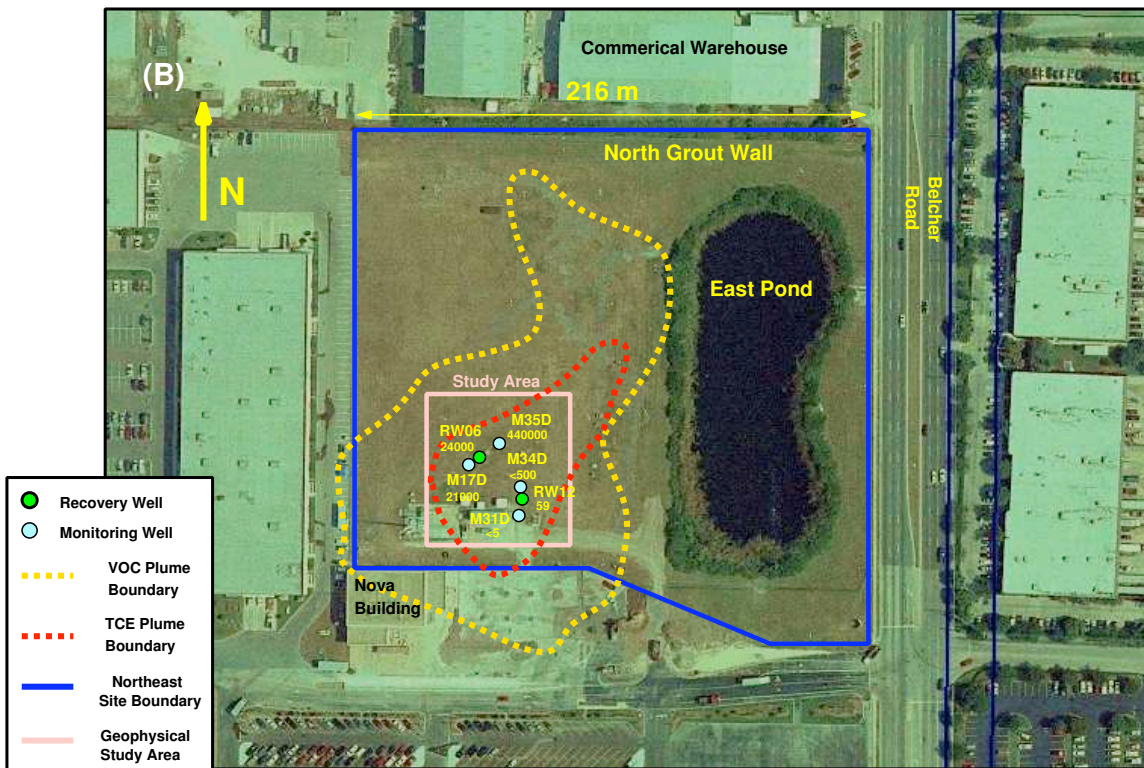 Commerical Warehouse
(B)
216 m
North Grout Wall
N
Belcher
Road
East Pond
Study Area
M35D
440000
RW06
24000
M34D
<500
M17D
21000
RW12
59
M31D
<5
Nova
Building
Recovery Well
Monitoring Well
VOC Plume
Boundary
TCE Plume
Boundary
Northeast
Site Boundary
Geophysical
Study Area